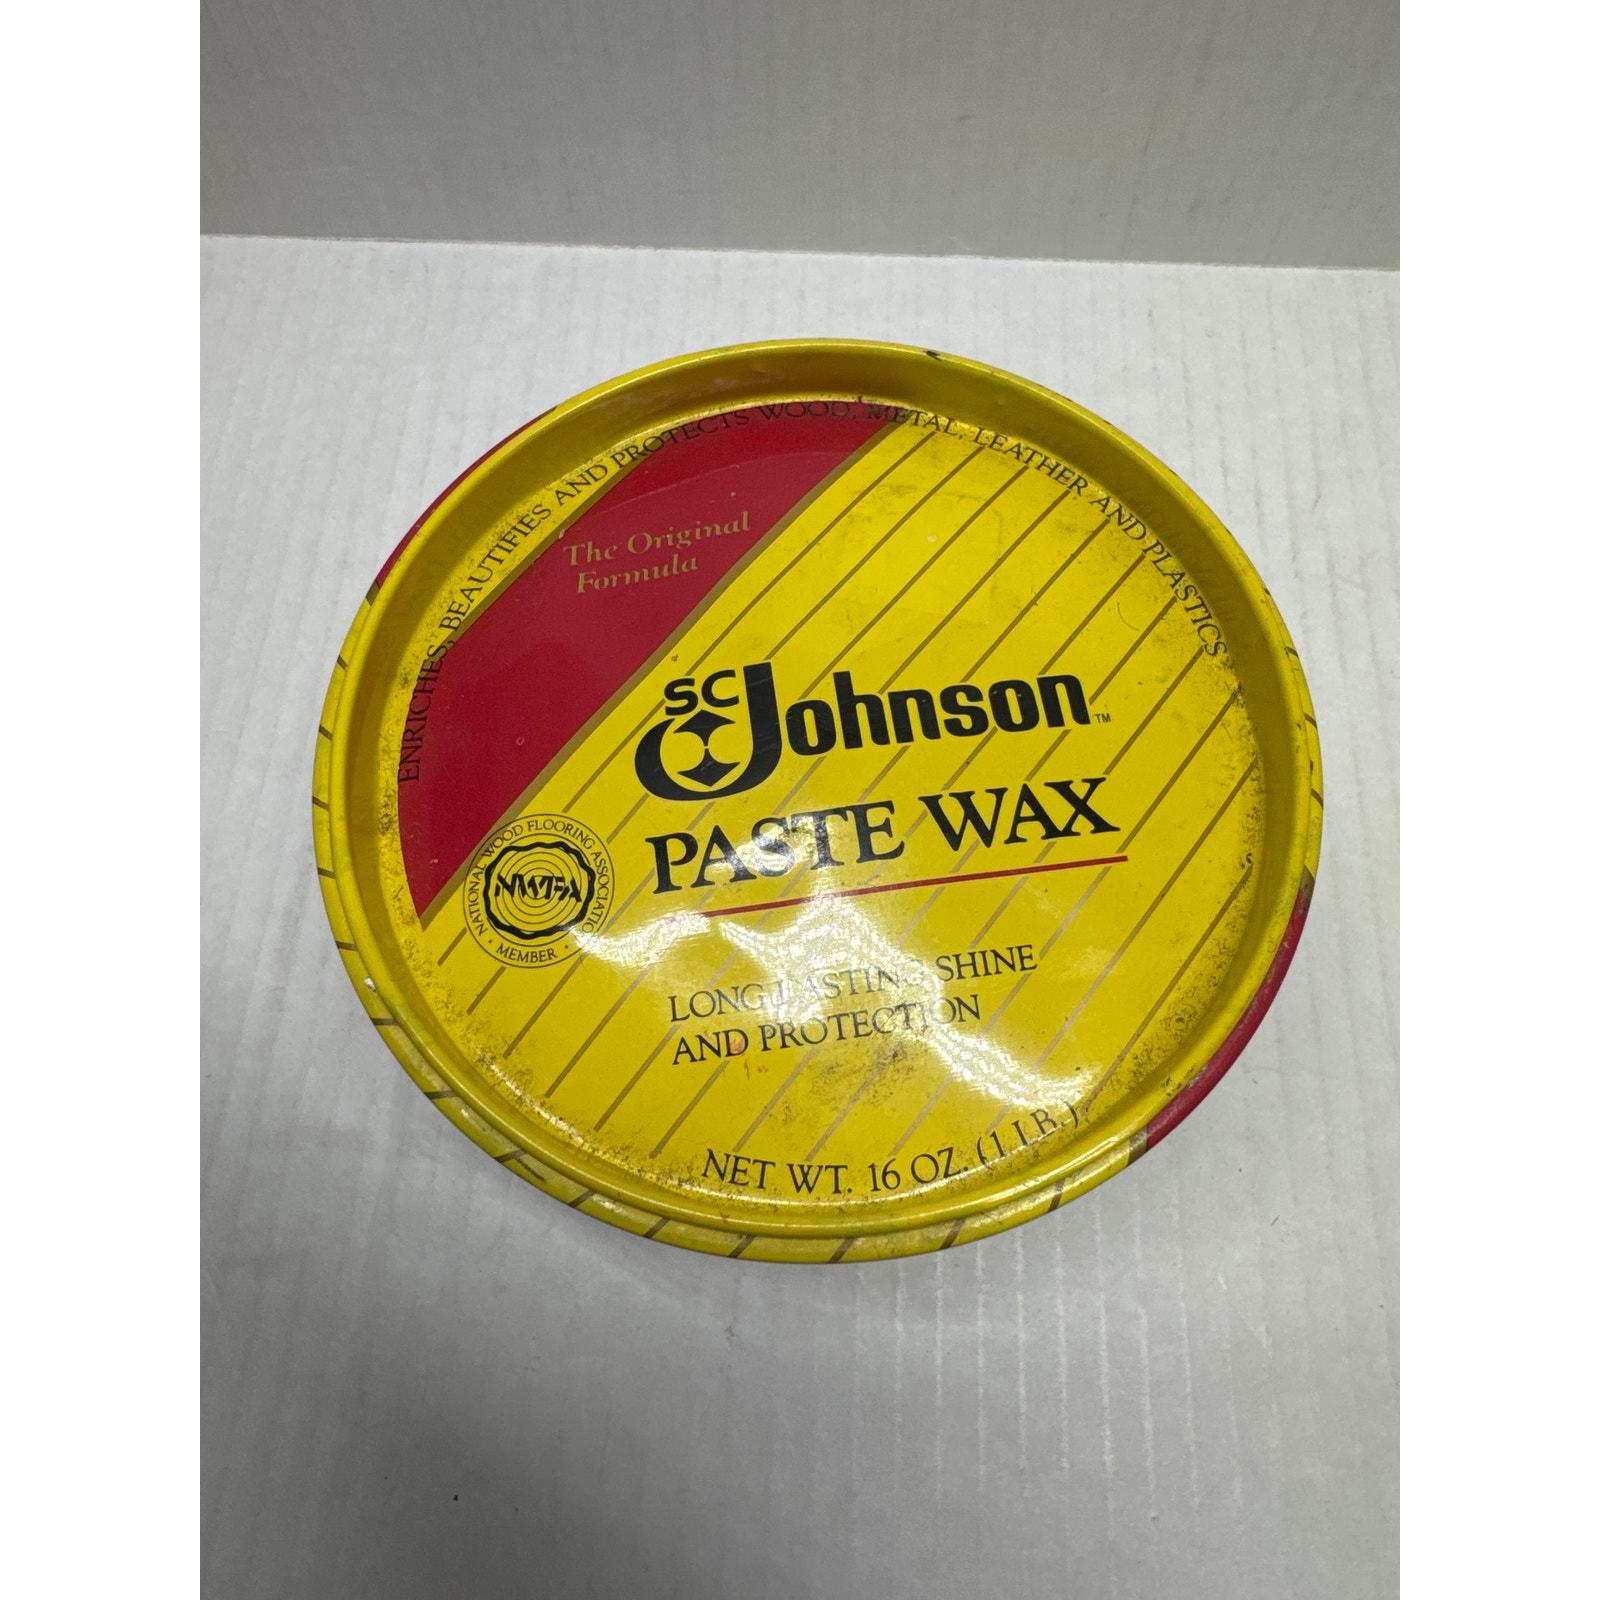 ENRICHES, BEAUTIFIES AND PROTECTS WOOD, METAL, LEATHER AND PLASTICS
The Original
Formula
SC Johnson™
PASTE WAX
NATIONAL WOOD FLOORING ASSOCIATION
NWFA
• MEMBER •
LONG LASTING SHINE
AND PROTECTION
NET WT. 16 OZ. (1 LB.)